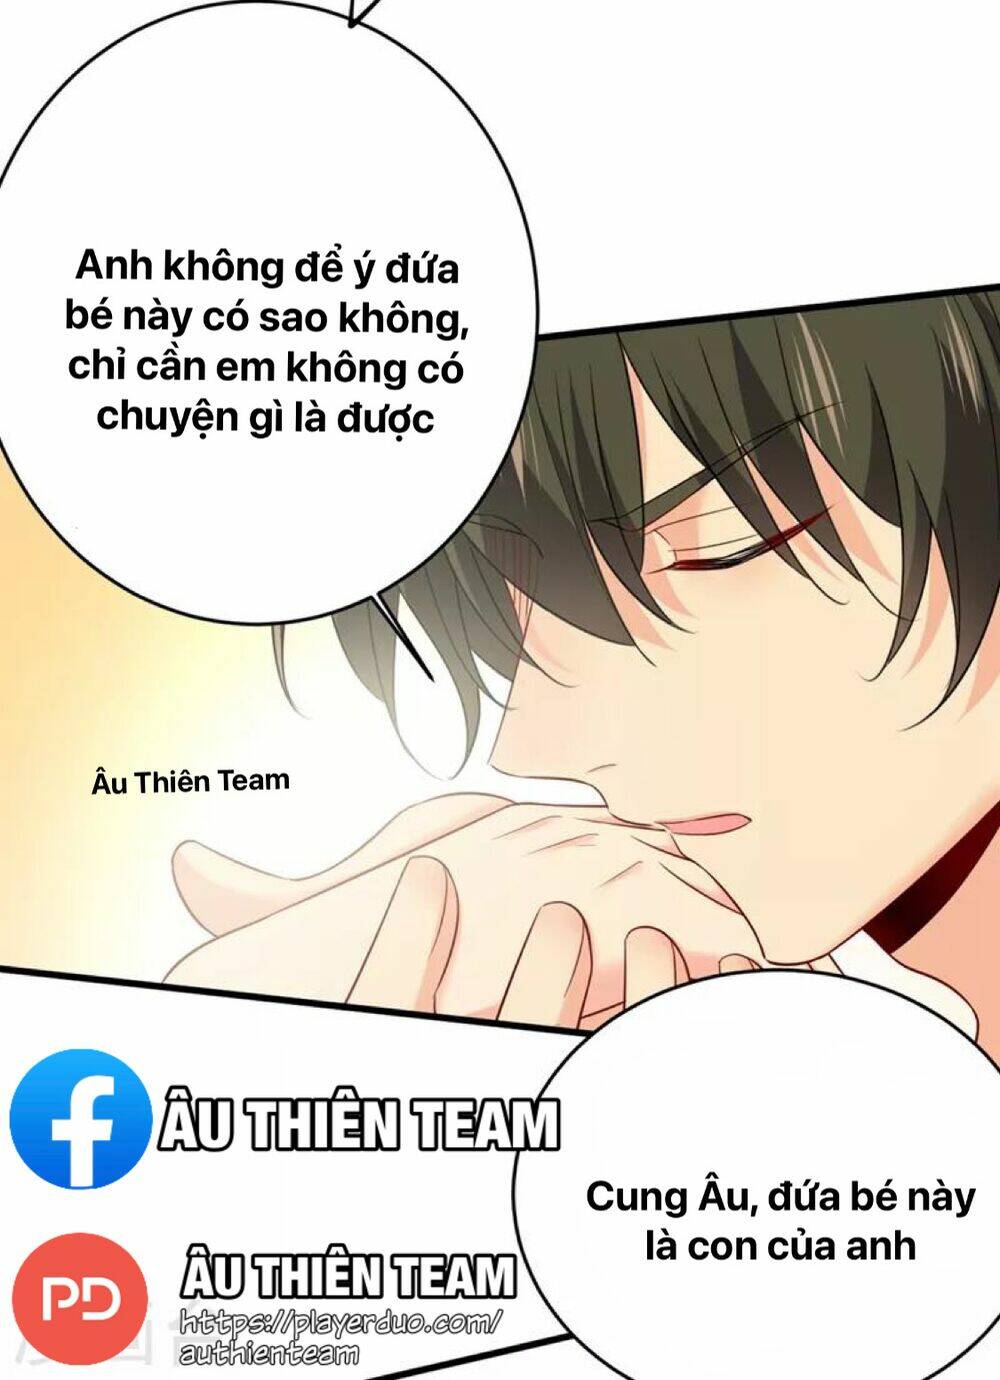 Anh không để ý đứa
bé này có sao không,
chỉ cần em không có
chuyện gì là được
Âu Thiên Team
f ÂU THIÊN TEAM
Cung Âu, đứa bé này
là con của anh
PD ÂU THIÊN TEAM
https://playerduo.com/
authienteam